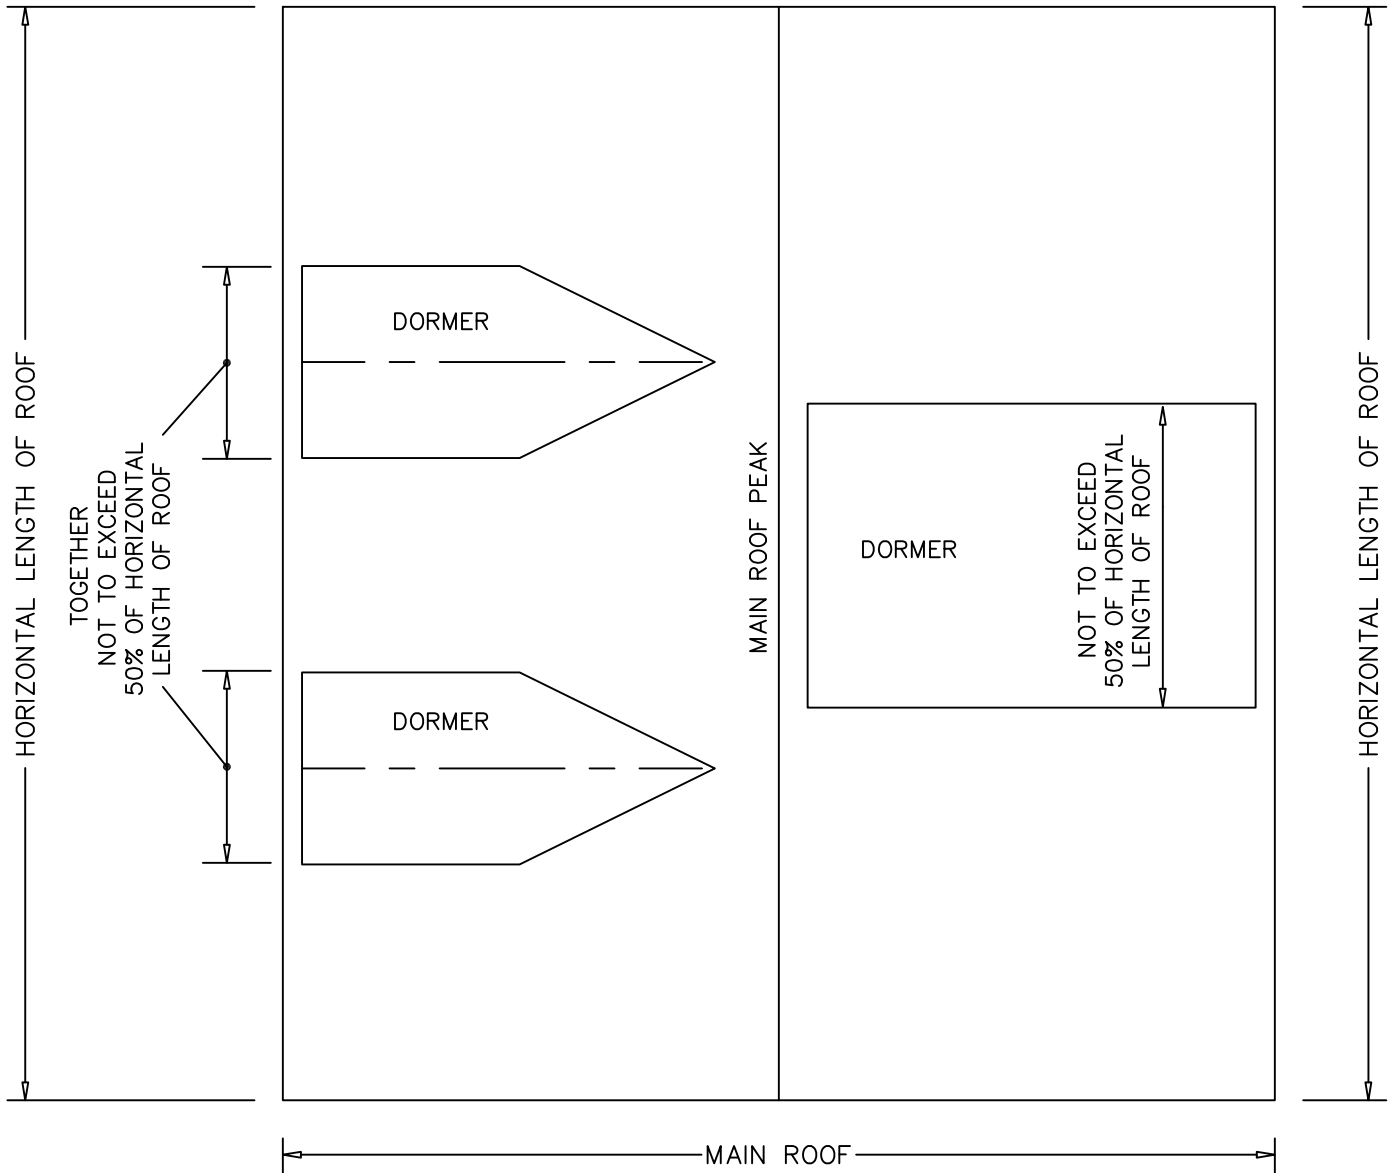 HORIZONTAL LENGTH OF ROOF
TOGETHER
NOT TO EXCEED
50% OF HORIZONTAL
LENGTH OF ROOF
DORMER
DORMER
MAIN ROOF PEAK
DORMER
NOT TO EXCEED
50% OF HORIZONTAL
LENGTH OF ROOF
HORIZONTAL LENGTH OF ROOF
MAIN ROOF